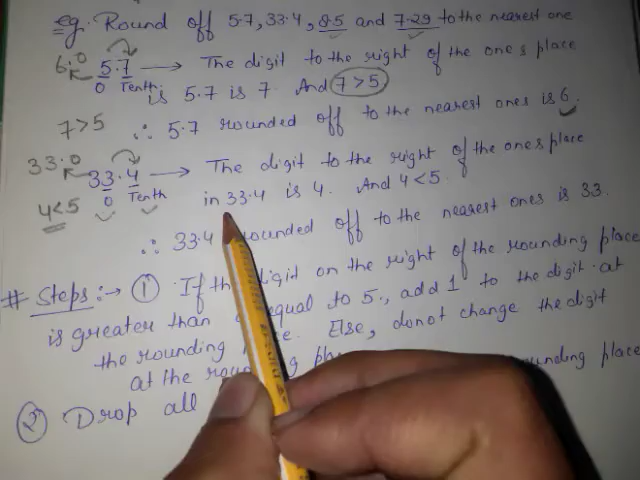 eg. Round off 5.7, 33.4, 8.5 and 7.29 to the nearest one
6.0 5.7 → The digit to the right of the one's place
O Tenth is 5.7 is 7. And 7>5
7>5 ∴ 5.7 rounded off to the nearest ones is 6.
33.0 33.4 → The digit to the right of the ones place
4<5 O Tenth in 33.4 is 4. And 4<5.
∴ 33.4 rounded off to the nearest ones is 33
# Steps:→ ① If the digit on the right of the rounding place
is greater than equal to 5, add 1 to the digit at
the rounding Else, donot change the digit
at the
② Drop all rounding place